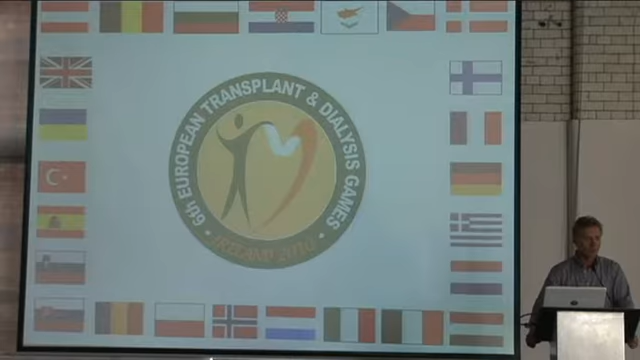 6th EUROPEAN TRANSPLANT & DIALYSIS GAMES
• IRELAND 2010 •